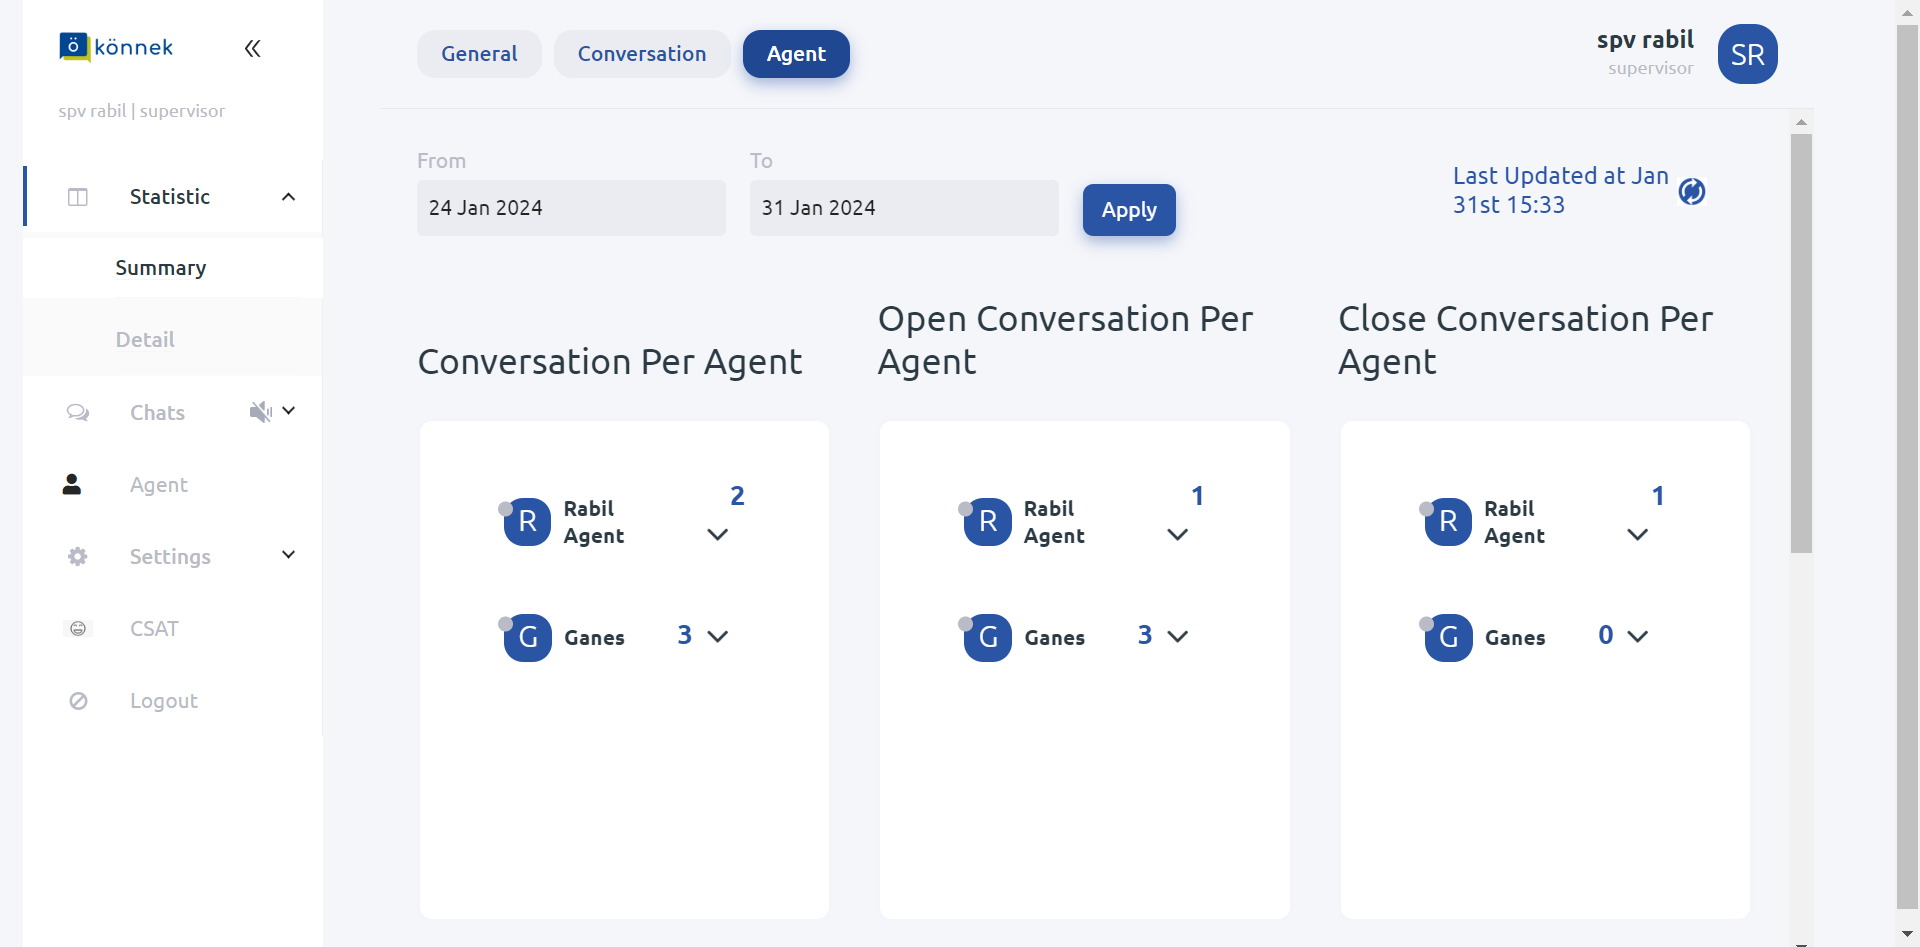 ö könnek
spv rabil | supervisor
Statistic
Summary
Detail
Chats
Agent
Settings
CSAT
Logout
General
Conversation
Agent
spv rabil
supervisor
SR
From
24 Jan 2024
To
31 Jan 2024
Apply
Last Updated at Jan
31st 15:33
Conversation Per Agent
R
Rabil
Agent
2
G
Ganes
3
Open Conversation Per
Agent
R
Rabil
Agent
1
G
Ganes
3
Close Conversation Per
Agent
R
Rabil
Agent
1
G
Ganes
0